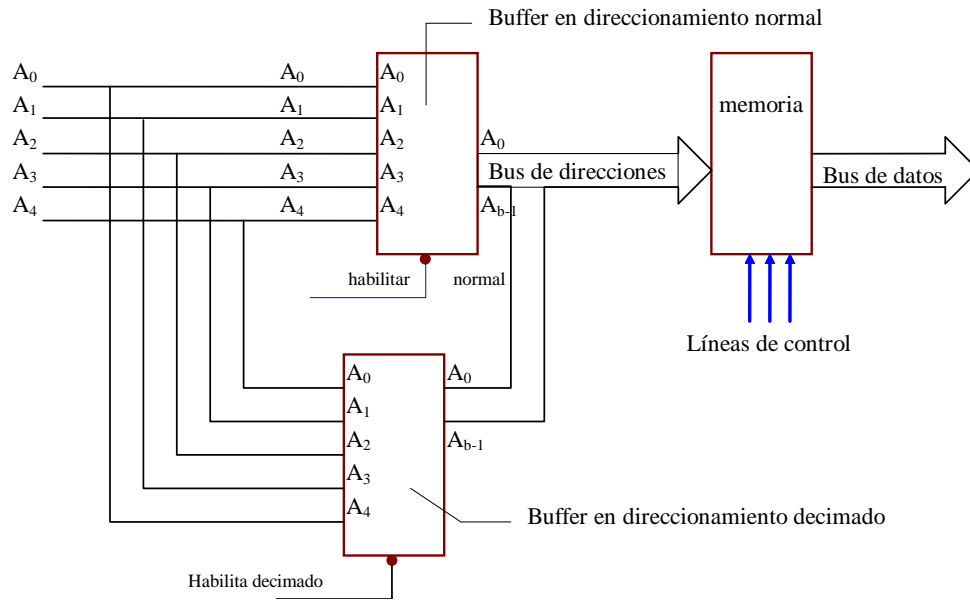 Buffer en direccionamiento normal
A0 A0 A0
A1 A1 A1
memoria
A2 A2 A2 A0
A3 A3 A3 Bus de direcciones Bus de datos
A4 A4 A4 Ab-1
habilitar normal
Líneas de control
A0 A0
A1
A2 Ab-1
A3
A4
Buffer en direccionamiento decimado
Habilita decimado